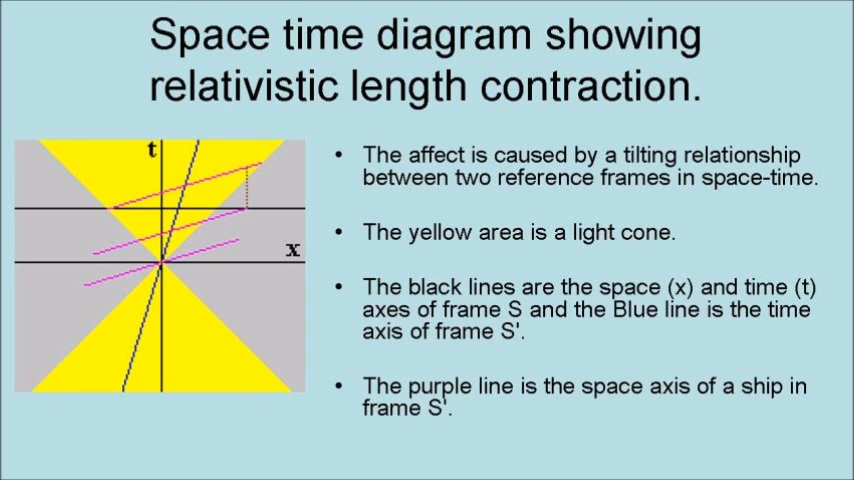 Space time diagram showing
relativistic length contraction.
t
x
• The affect is caused by a tilting relationship
between two reference frames in space-time.
• The yellow area is a light cone.
• The black lines are the space (x) and time (t)
axes of frame S and the Blue line is the time
axis of frame S'.
• The purple line is the space axis of a ship in
frame S'.